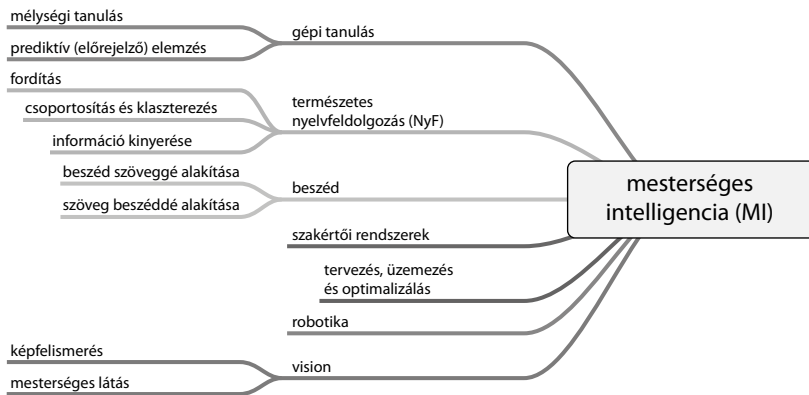 mélységi tanulás
prediktív (előrejelző) elemzés
gépi tanulás
fordítás
csoportosítás és klaszterezés
információ kinyerése
természetes
nyelvfeldolgozás (NyF)
beszéd szöveggé alakítása
szöveg beszéddé alakítása
beszéd
szakértői rendszerek
tervezés, üzemezés
és optimalizálás
robotika
képfelismerés
mesterséges látás
vision
mesterséges
intelligencia (MI)